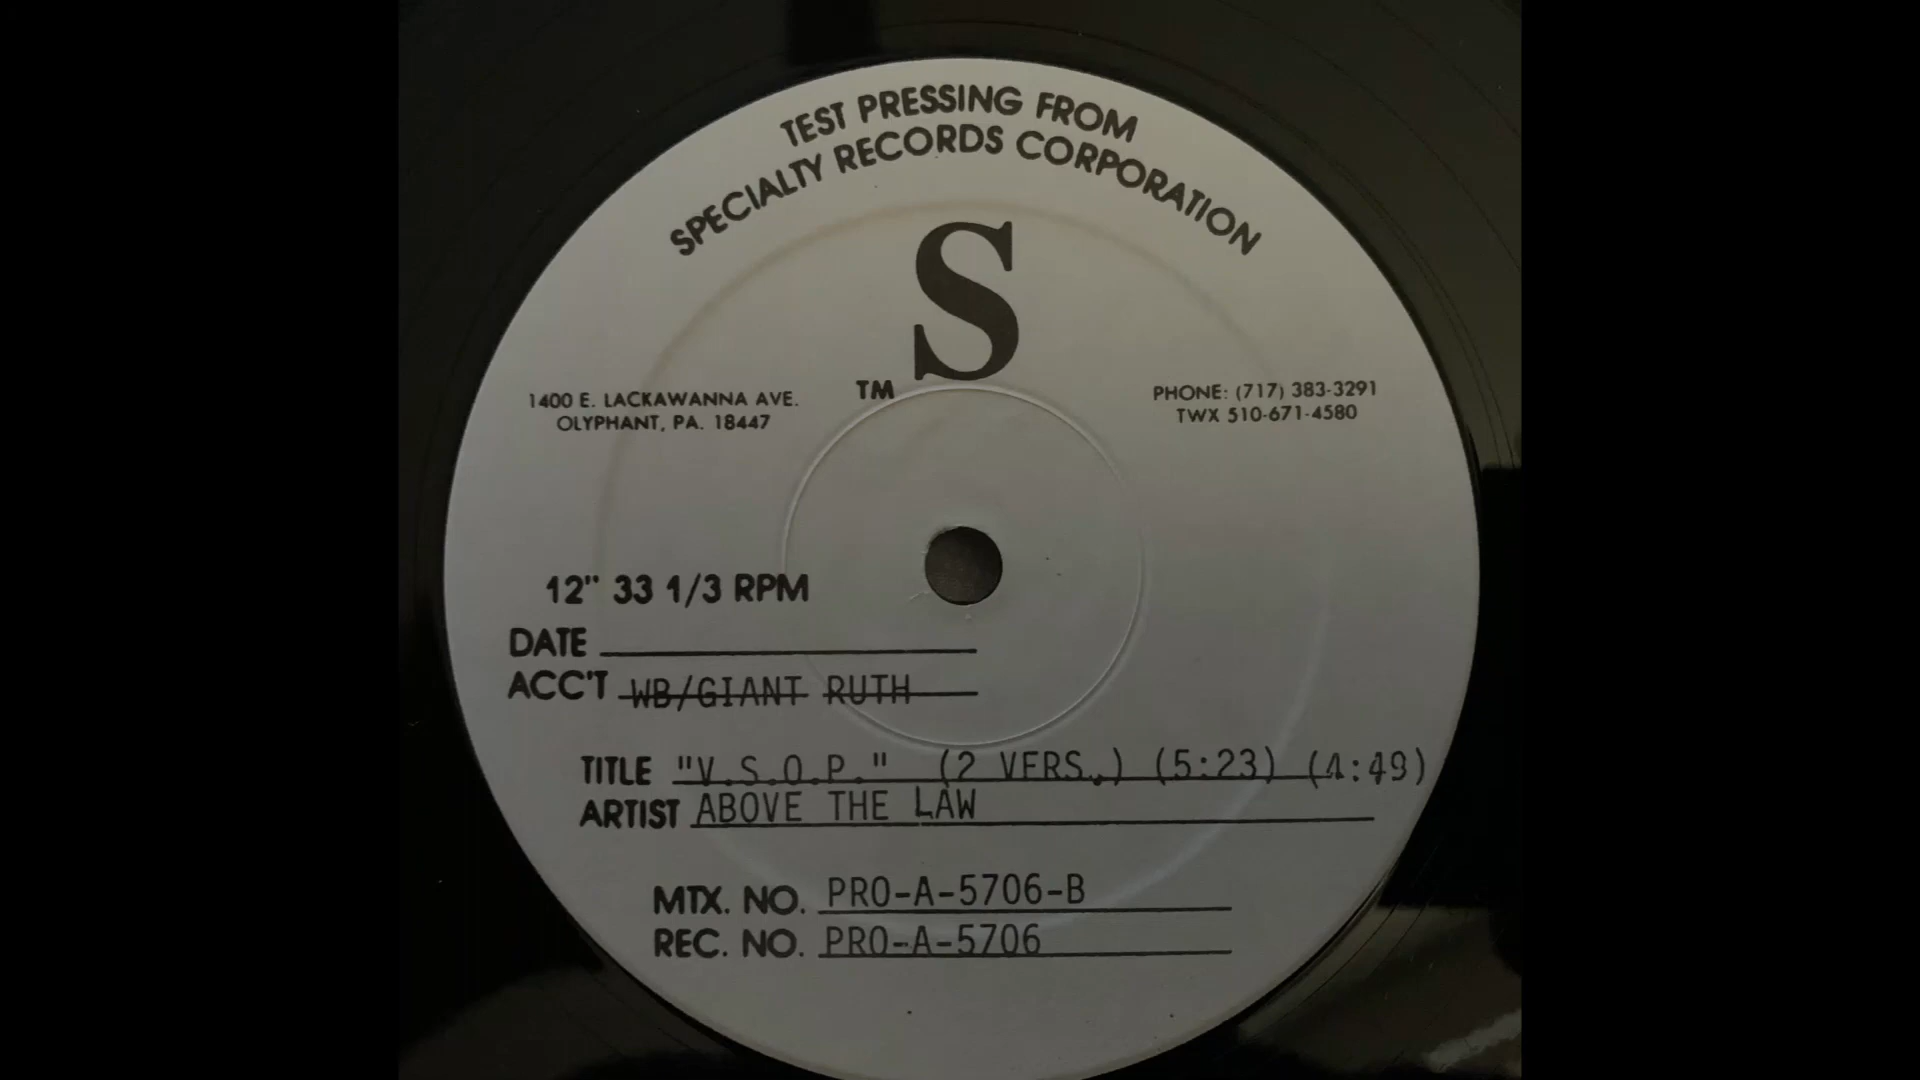 TEST PRESSING FROM
SPECIALTY RECORDS CORPORATION
S
TM
1400 E. LACKAWANNA AVE.
OLYPHANT, PA. 18447
PHONE: (717) 383-3291
TWX 510-671-4580
12" 33 1/3 RPM
DATE
ACC'T WB/GIANT RUTH
TITLE "V.S.O.P." (2 VERS.) (5:23) (4:49)
ARTIST ABOVE THE LAW
MTX. NO. PRO-A-5706-B
REC. NO. PRO-A-5706